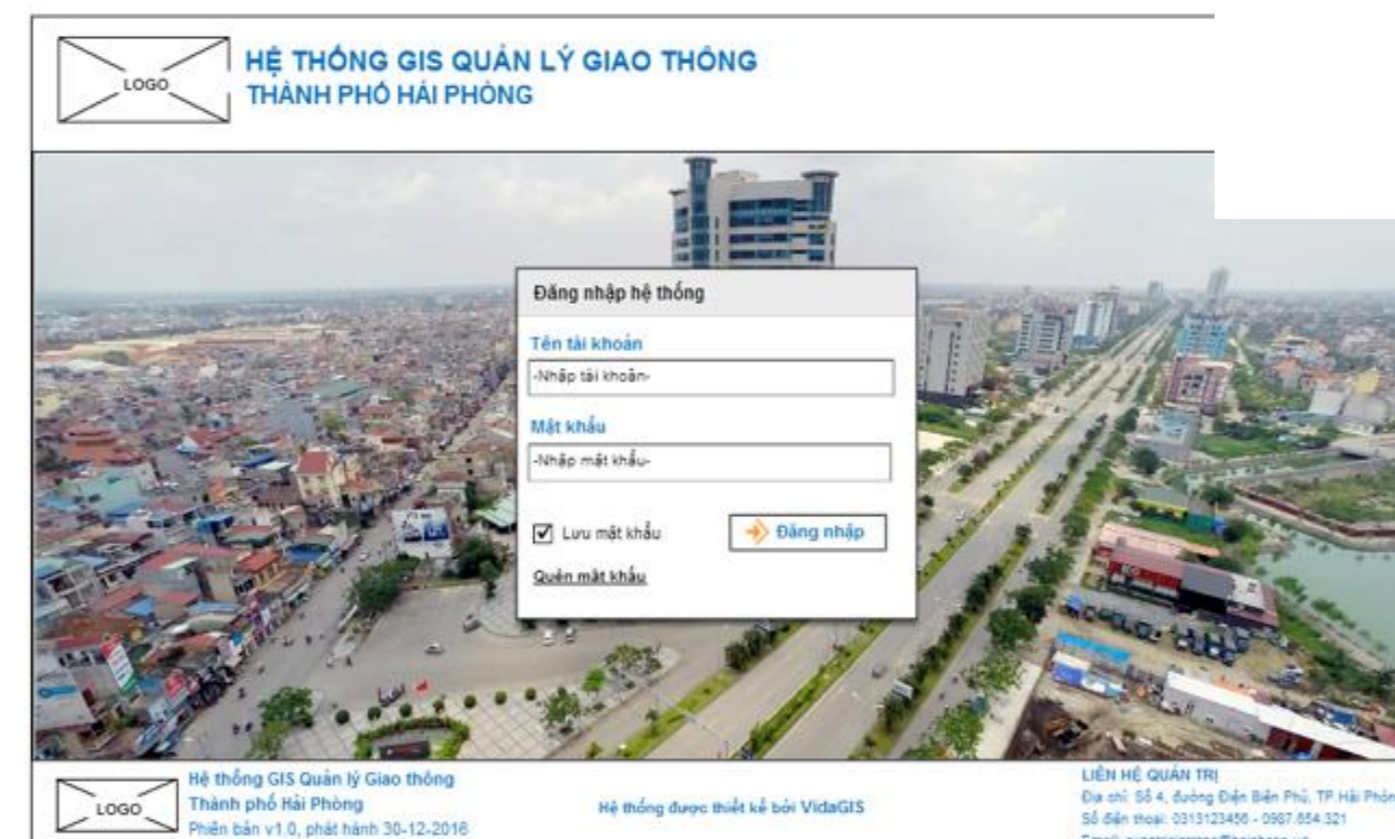 LOGO
HỆ THỐNG GIS QUẢN LÝ GIAO THÔNG
THÀNH PHỐ HẢI PHÒNG
Đăng nhập hệ thống
Tên tài khoản
-Nhập tài khoản-
Mật khẩu
-Nhập mật khẩu-
Lưu mật khẩu
Đăng nhập
Quên mật khẩu
LOGO
Hệ thống GIS Quản lý Giao thông
Thành phố Hải Phòng
Phiên bản v1.0, phát hành 30-12-2016
Hệ thống được thiết kế bởi VidaGIS
LIÊN HỆ QUẢN TRỊ
Địa chỉ: Số 4, đường Điện Biên Phủ, TP.Hải Phòn
Số điện thoại: 0313123456 - 0987.654.321